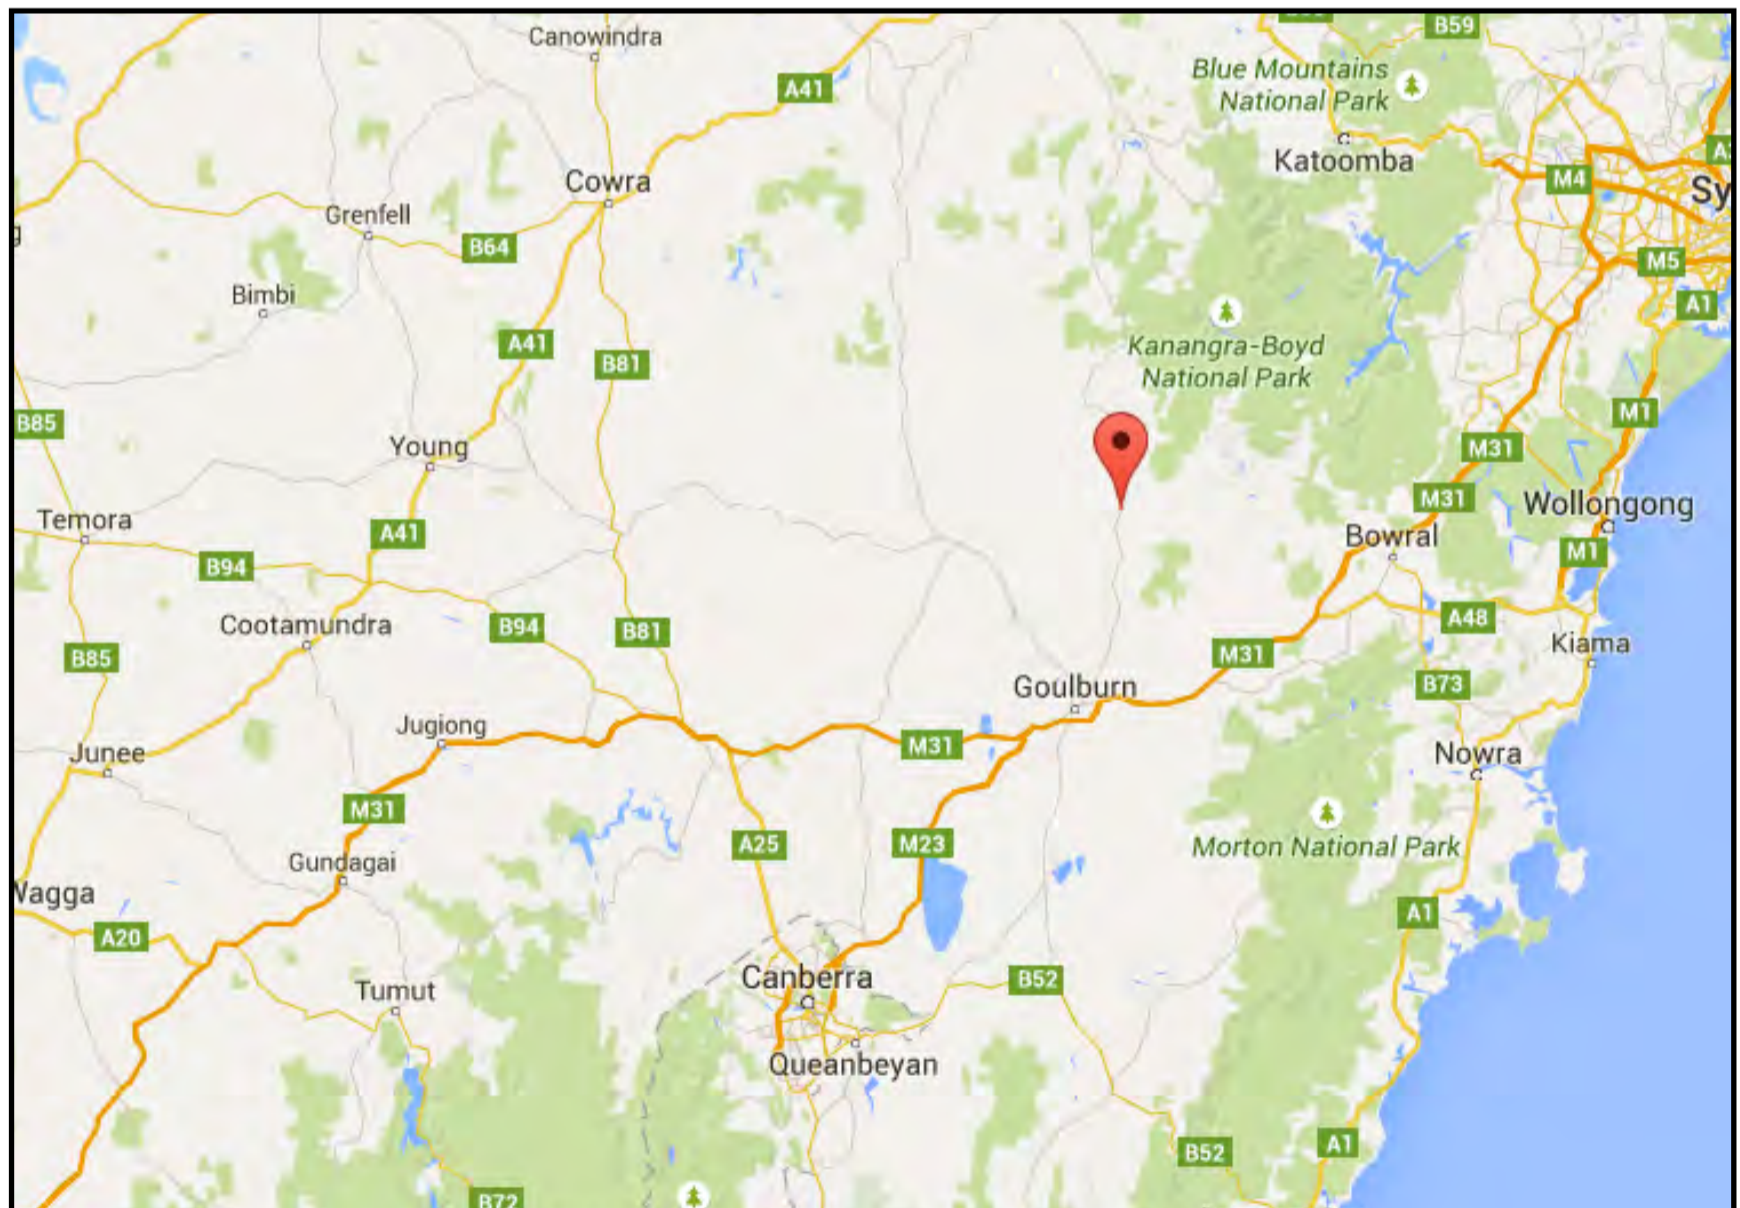 B59
Canowindra
Blue Mountains
National Park
A41
Katoomba
M4
Cowra
Sy
Grenfell
B64
M5
Bimbi
A1
A41
B81
Kanangra-Boyd
National Park
B85
M1
Young
M31
M31
Wollongong
Temora
A41
Bowral
M1
B94
Cootamundra
B94
B81
A48
Kiama
B85
M31
Goulburn
B73
Jugiong
M31
Junee
Nowra
M31
A25
M23
Morton National Park
Gundagai
Wagga
A1
A20
Canberra
B52
Tumut
Queanbeyan
A1
B52
B72